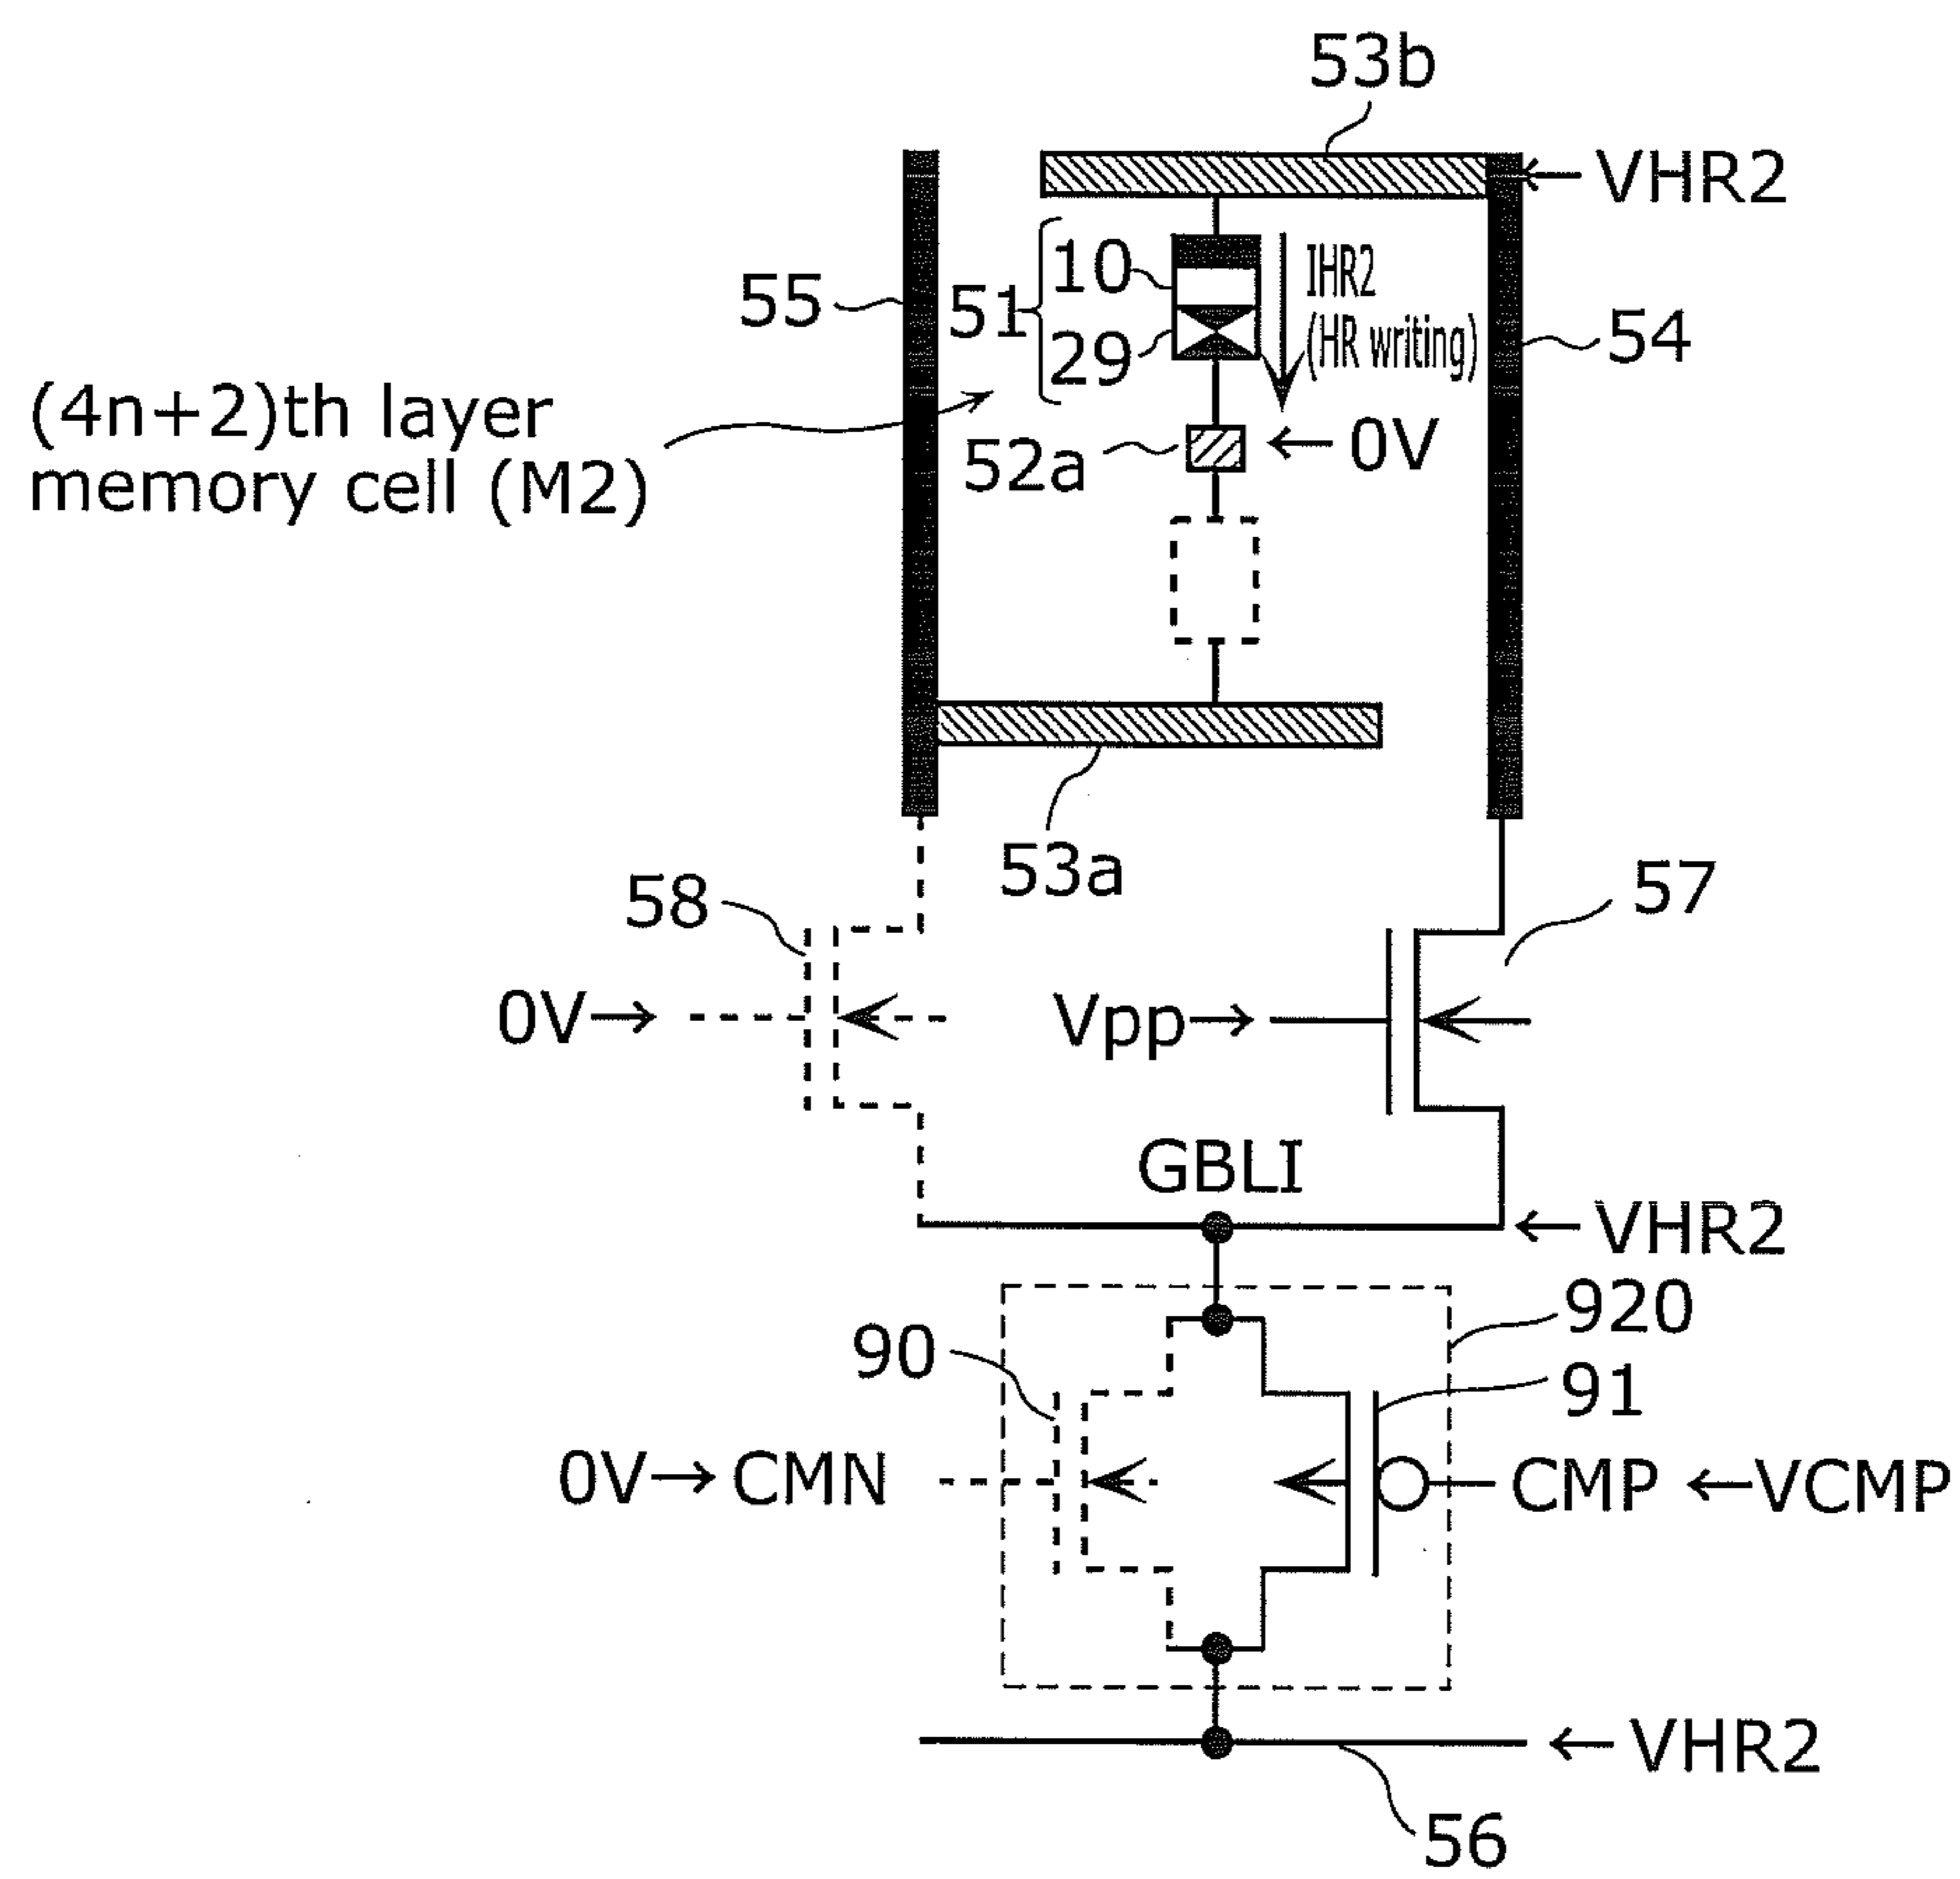 53b
VHR2
10
IHR2
55
51
(HR writing)
54
29
(4n+2)th layer
memory cell (M2)
52a
0V
53a
58
57
0V
Vpp
GBLI
VHR2
920
90
91
0V CMN
CMP VCMP
VHR2
56